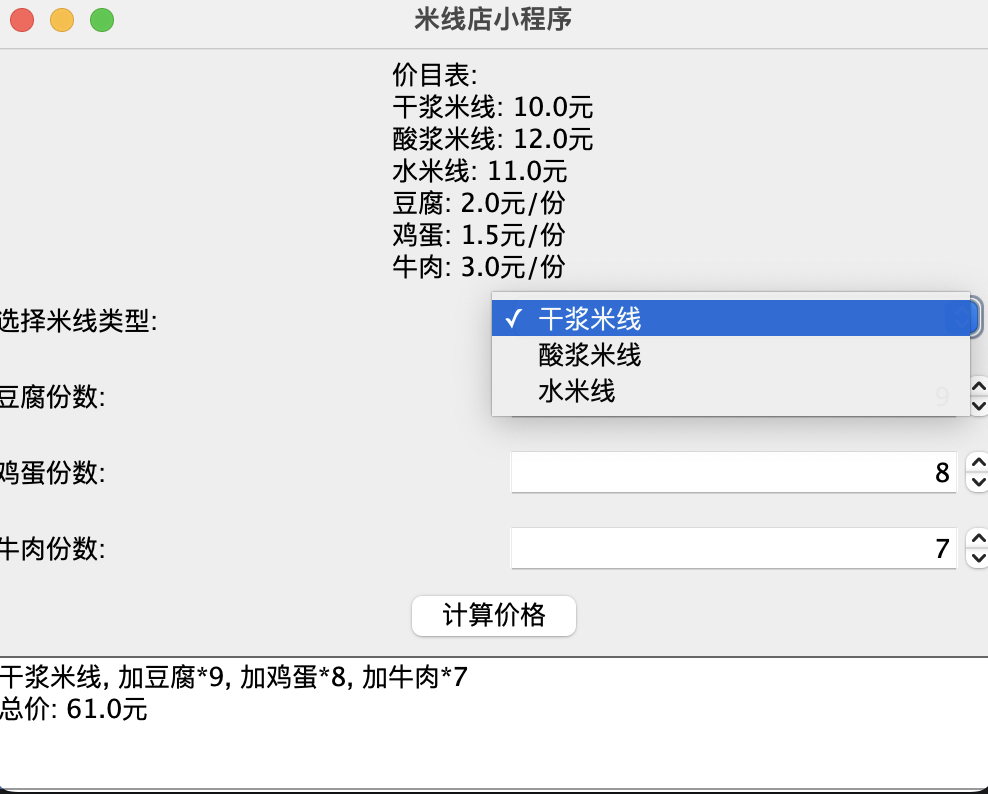 米线店小程序
价目表:
干浆米线: 10.0元
酸浆米线: 12.0元
水米线: 11.0元
豆腐: 2.0元/份
鸡蛋: 1.5元/份
牛肉: 3.0元/份
选择米线类型:
✓ 干浆米线
酸浆米线
水米线
豆腐份数: 9
鸡蛋份数: 8
牛肉份数: 7
计算价格
干浆米线, 加豆腐*9, 加鸡蛋*8, 加牛肉*7
总价: 61.0元